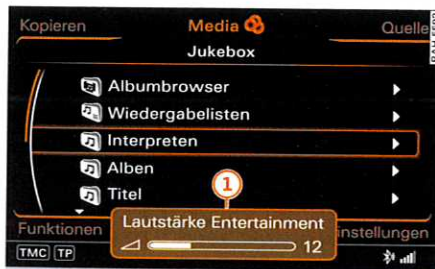 Kopieren
Media
Quelle
Jukebox
Albumbrowser
Wiedergabelisten
Interpreten
Alben
Titel
1
Funktionen
Lautstärke Entertainment
instellungen
12
TMC
TP